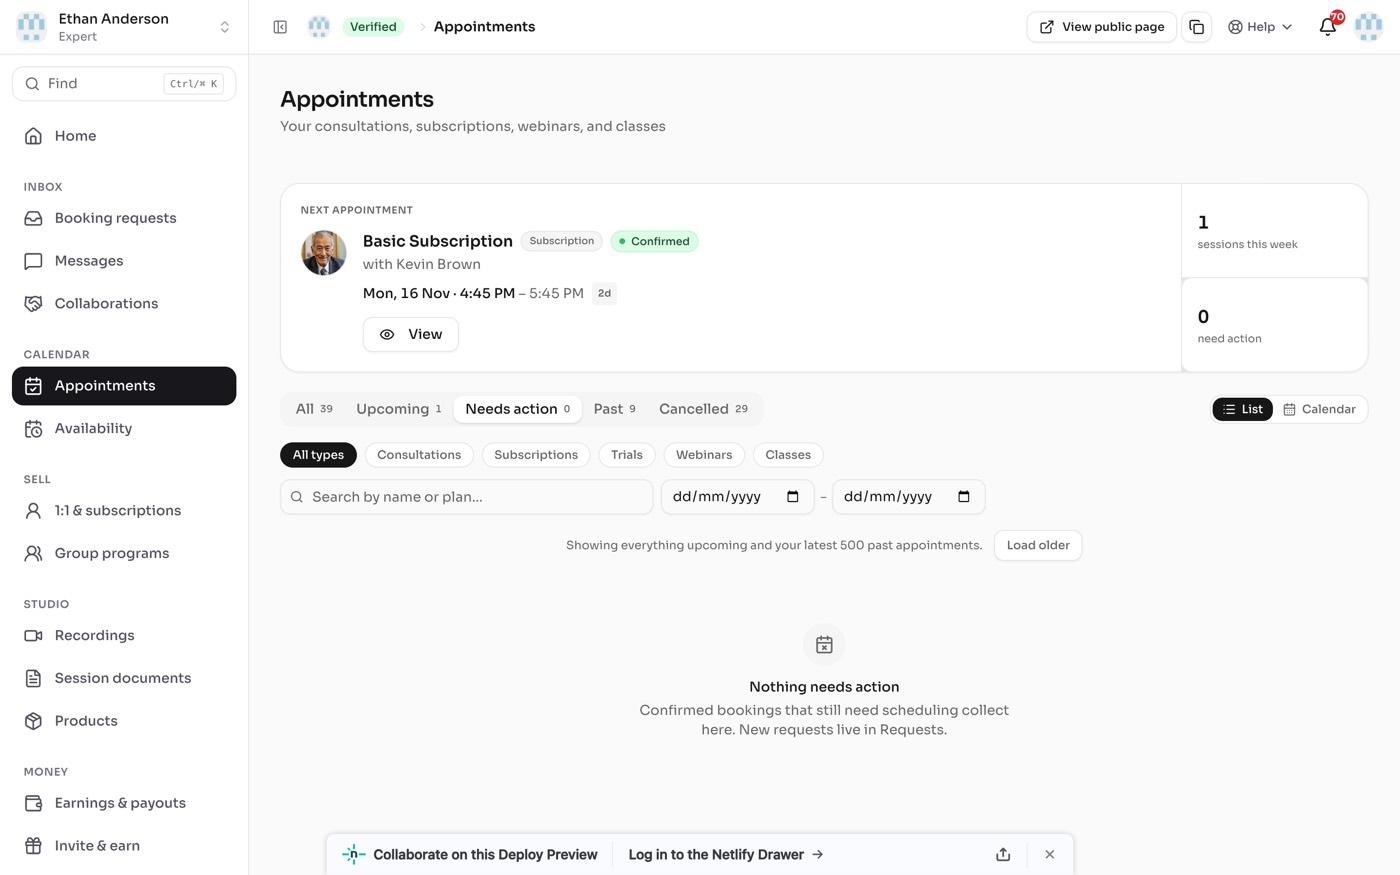 Ethan Anderson
Expert
Find
Ctrl/⌘ K
Home
INBOX
Booking requests
Messages
Collaborations
CALENDAR
Appointments
Availability
SELL
1:1 & subscriptions
Group programs
STUDIO
Recordings
Session documents
Products
MONEY
Earnings & payouts
Invite & earn
Verified
Appointments
View public page
Help
70
Appointments
Your consultations, subscriptions, webinars, and classes
NEXT APPOINTMENT
Basic Subscription Subscription Confirmed
with Kevin Brown
Mon, 16 Nov · 4:45 PM – 5:45 PM 2d
View
1
sessions this week
0
need action
All 39 Upcoming 1 Needs action 0 Past 9 Cancelled 29
List Calendar
All types Consultations Subscriptions Trials Webinars Classes
Search by name or plan... dd/mm/yyyy – dd/mm/yyyy
Showing everything upcoming and your latest 500 past appointments. Load older
Nothing needs action
Confirmed bookings that still need scheduling collect
here. New requests live in Requests.
Collaborate on this Deploy Preview Log in to the Netlify Drawer →